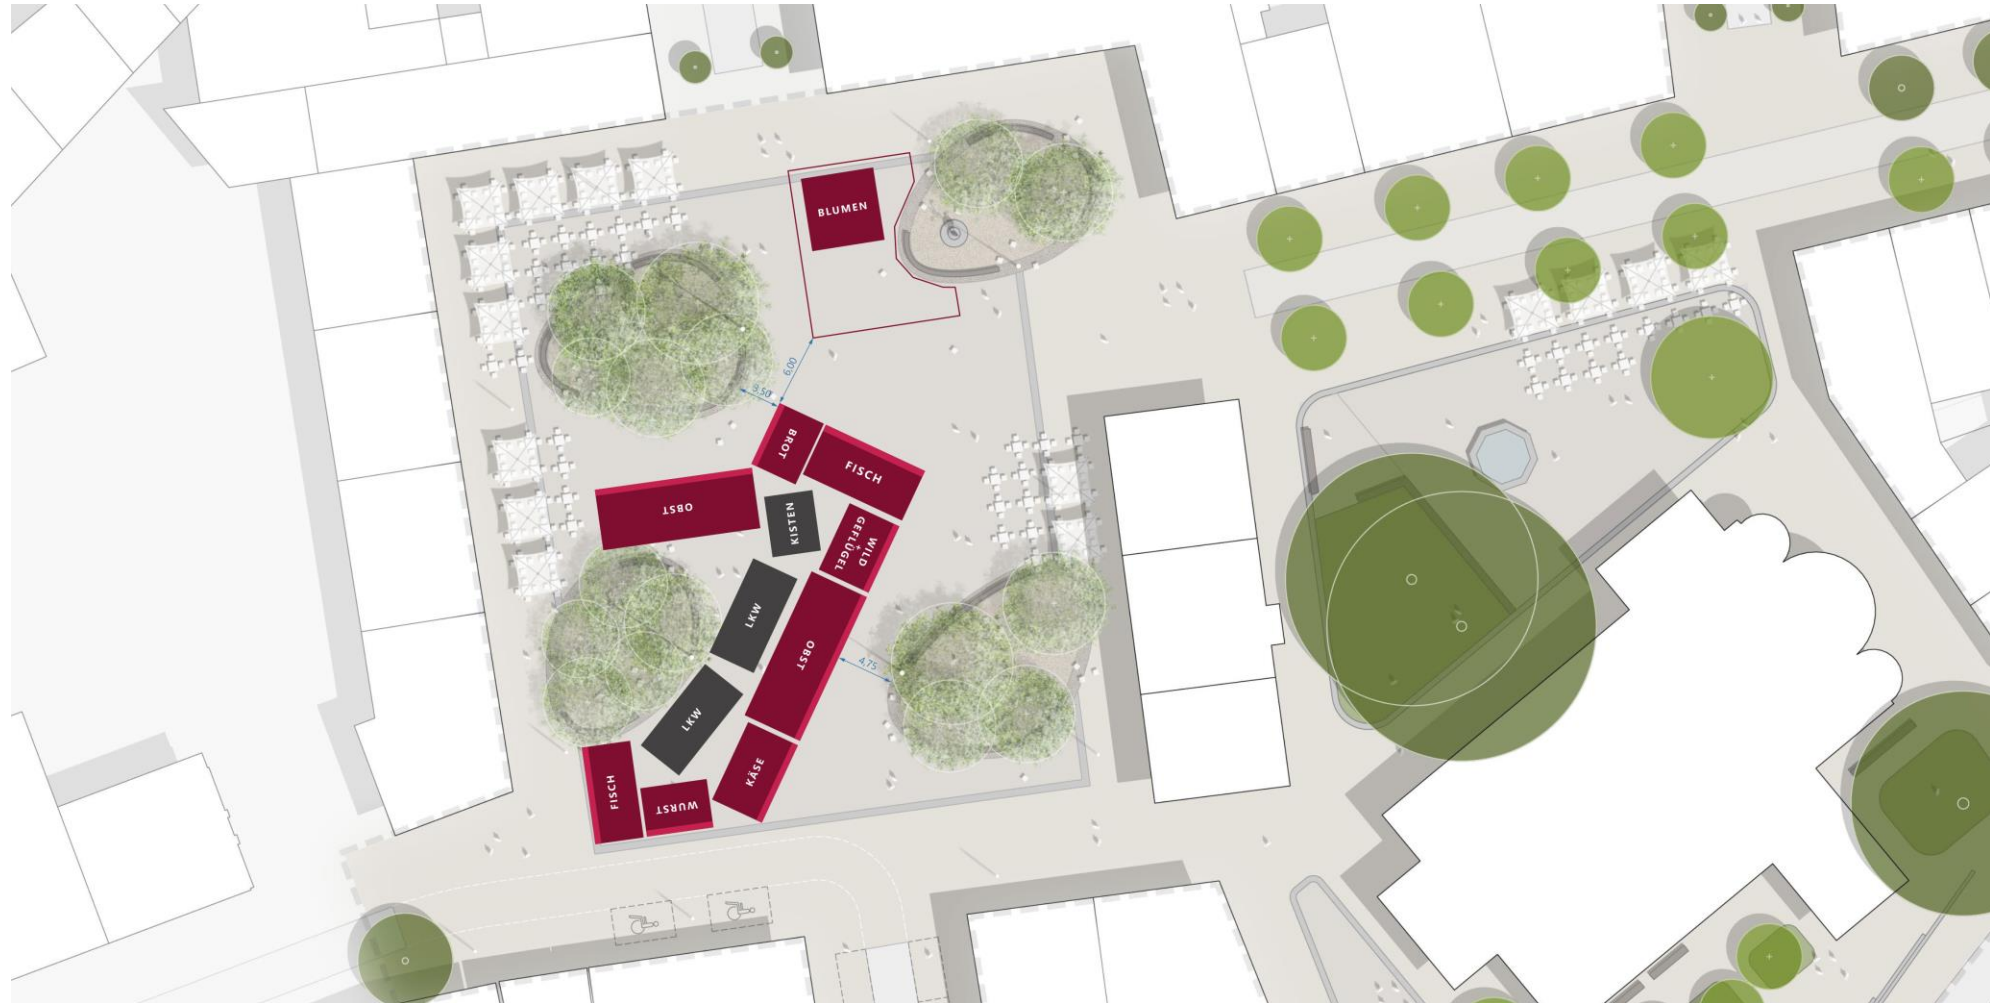 BLUMEN
6,00
3,50
BROT
FISCH
OBST
KISTEN
WILD
+
GEFLÜGEL
LKW
OBST
4,75
LKW
KÄSE
FISCH
WURST